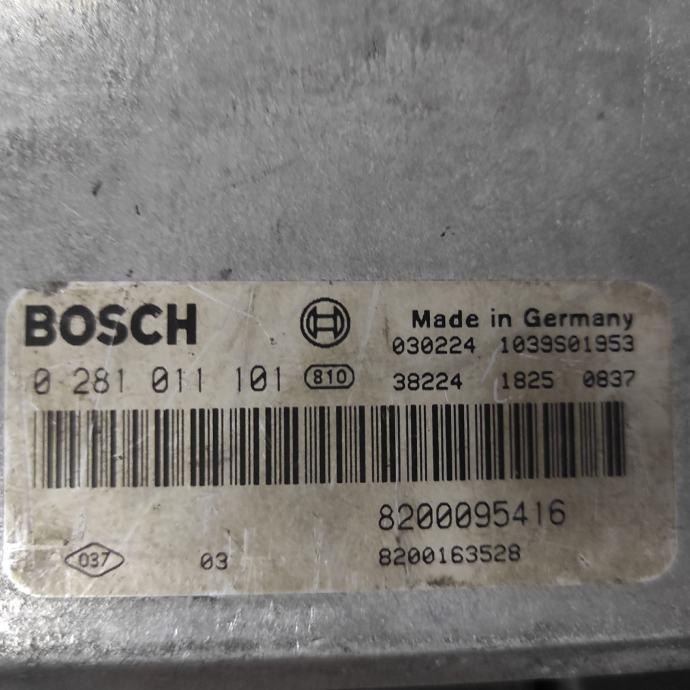 BOSCH
Made in Germany
030224 1039S01953
0 281 011 101 810 38224 1825 0837
8200095416
037 03 8200163528